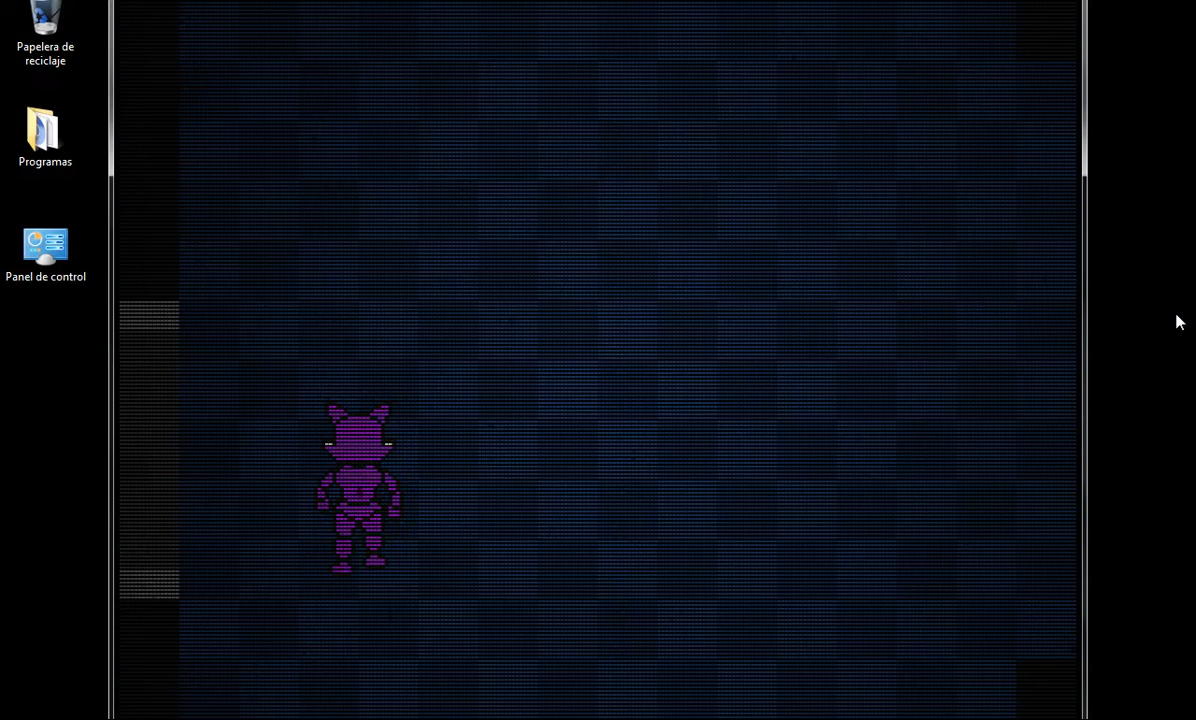 Papelera de
reciclaje
Programas
Panel de control